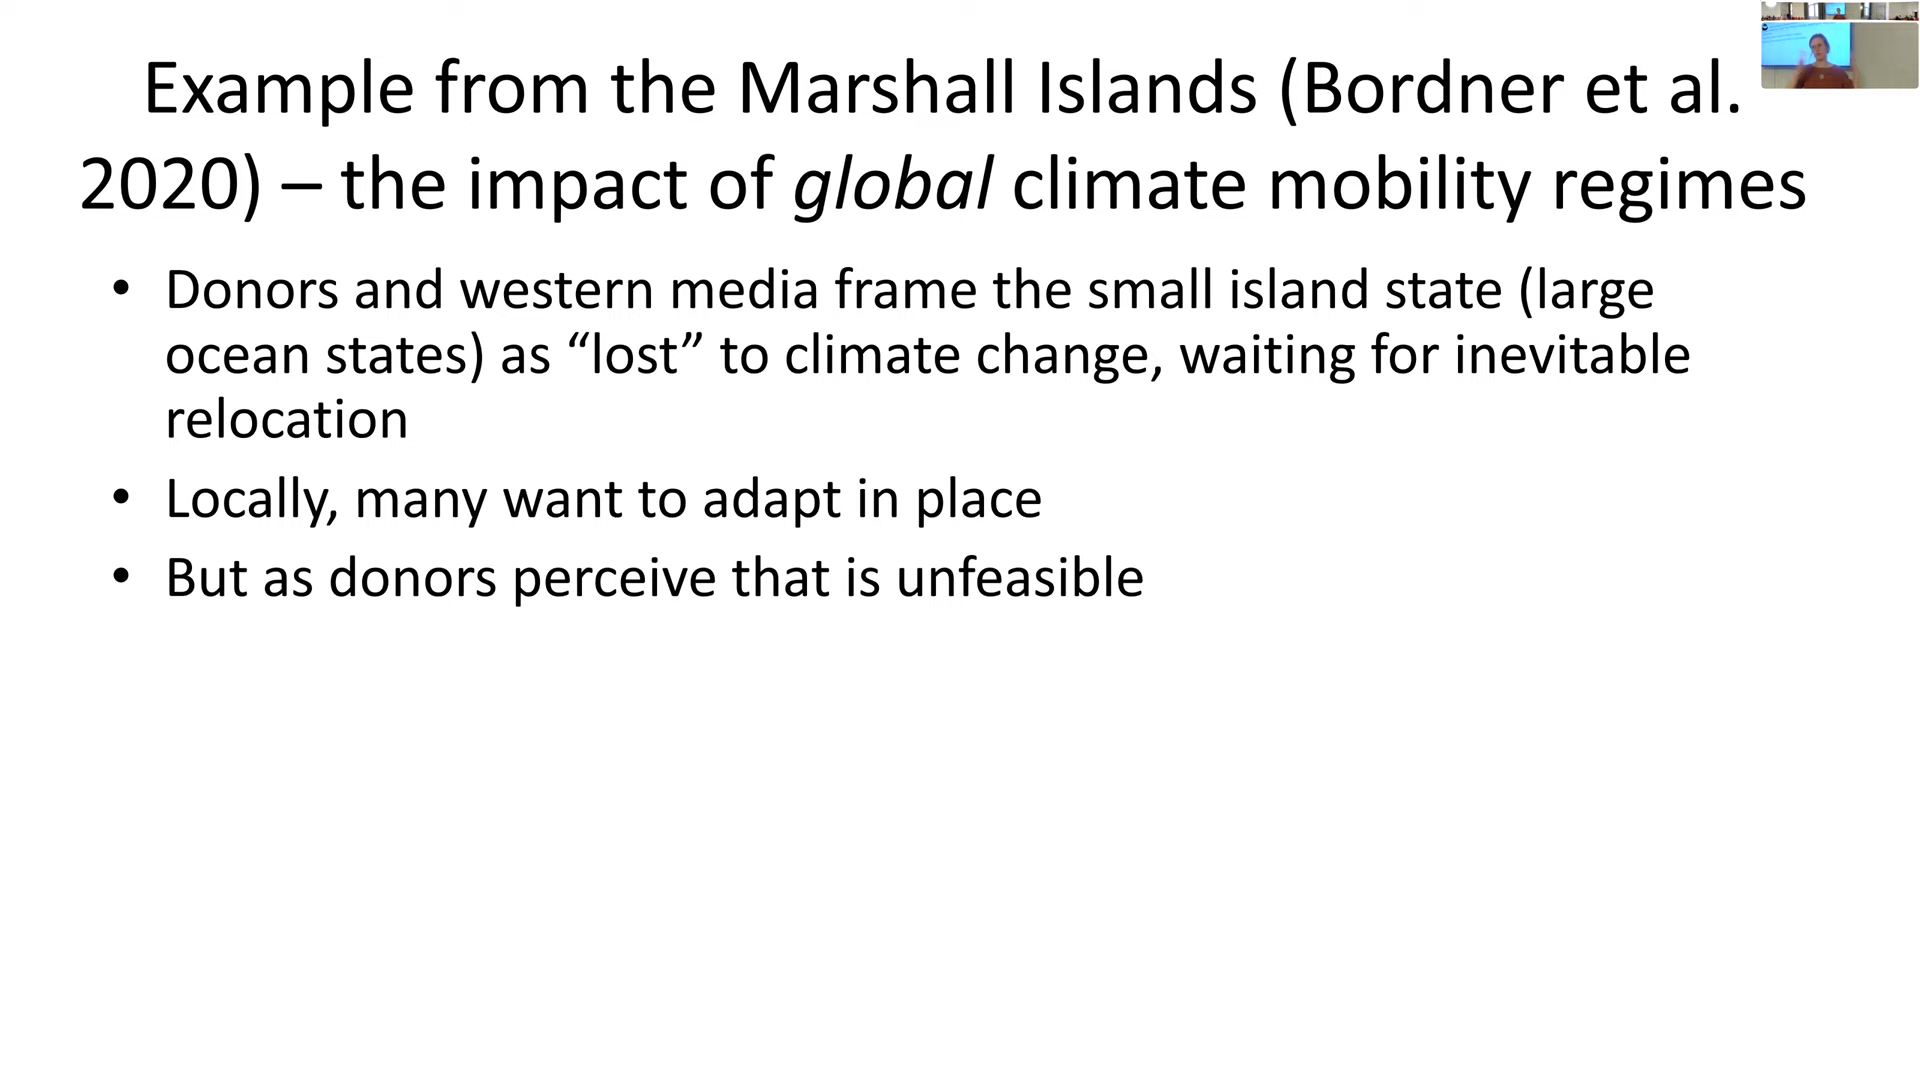 Example from the Marshall Islands (Bordner et al.
2020) – the impact of global climate mobility regimes
• Donors and western media frame the small island state (large
ocean states) as “lost” to climate change, waiting for inevitable
relocation
• Locally, many want to adapt in place
• But as donors perceive that is unfeasible